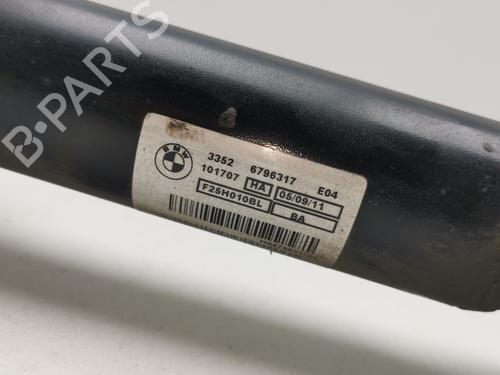 B-PARTS
BMW
3352 6796317 E04
101707 HA 05/09/11
F25H010BL BA